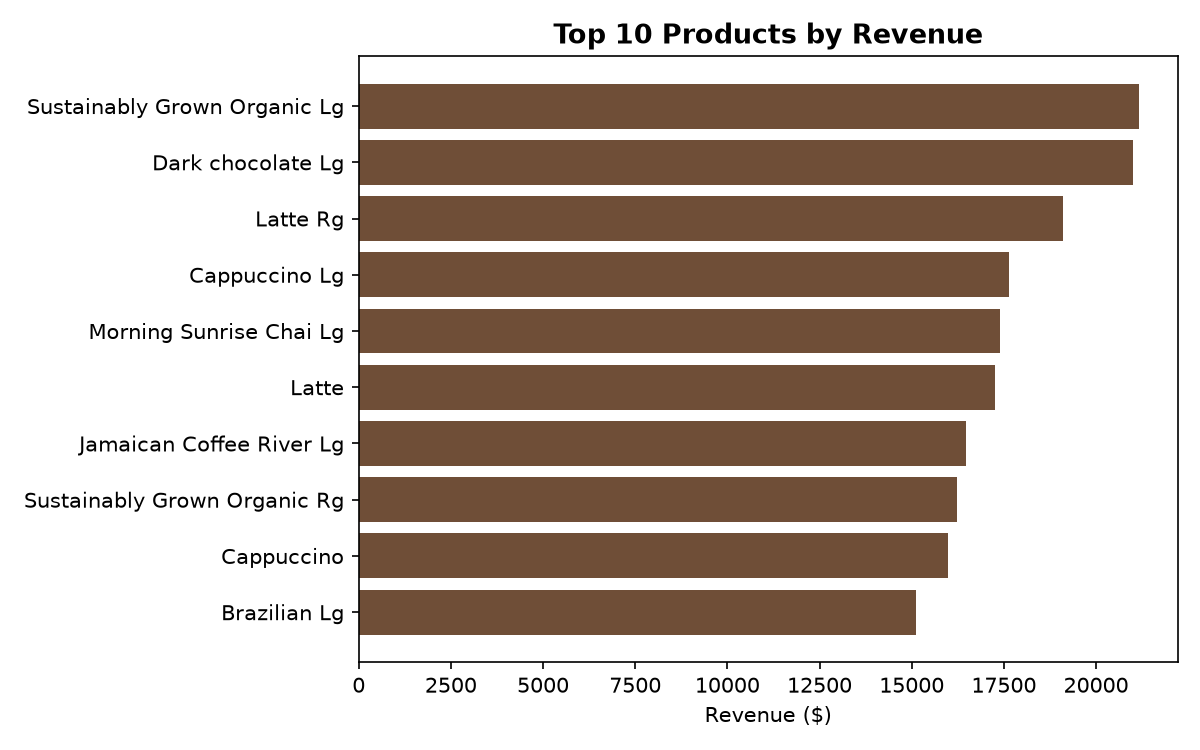 Top 10 Products by Revenue
Sustainably Grown Organic Lg
Dark chocolate Lg
Latte Rg
Cappuccino Lg
Morning Sunrise Chai Lg
Latte
Jamaican Coffee River Lg
Sustainably Grown Organic Rg
Cappuccino
Brazilian Lg
0 2500 5000 7500 10000 12500 15000 17500 20000
Revenue ($)